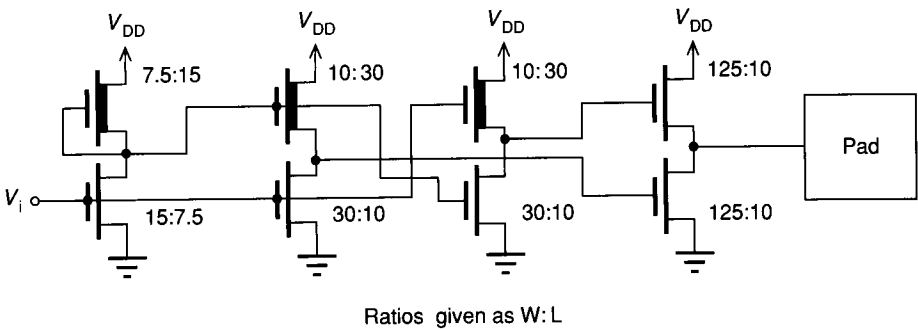 V_DD V_DD V_DD V_DD
7.5:15 10:30 10:30 125:10
Pad
V_i
15:7.5 30:10 30:10 125:10
Ratios given as W:L